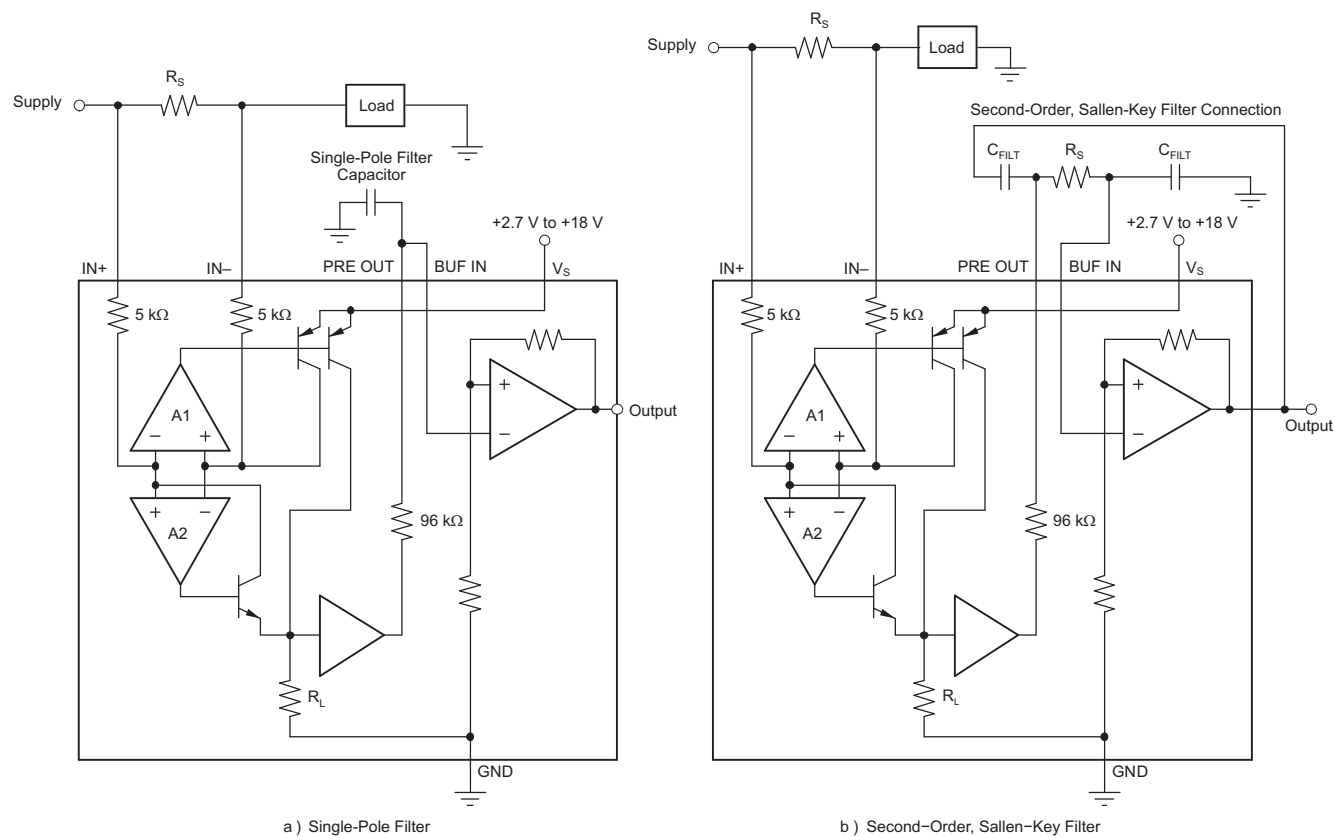 R_S
Supply
Load
Single-Pole Filter
Capacitor
+2.7 V to +18 V
IN+
IN–
PRE OUT
BUF IN
V_S
5 kΩ
5 kΩ
+
–
A1
–
+
Output
+
–
A2
96 kΩ
R_L
GND
a ) Single-Pole Filter
R_S
Supply
Load
Second-Order, Sallen-Key Filter Connection
C_FILT
R_S
C_FILT
+2.7 V to +18 V
IN+
IN–
PRE OUT
BUF IN
V_S
5 kΩ
5 kΩ
+
–
A1
–
+
Output
+
–
A2
96 kΩ
R_L
GND
b ) Second−Order, Sallen−Key Filter